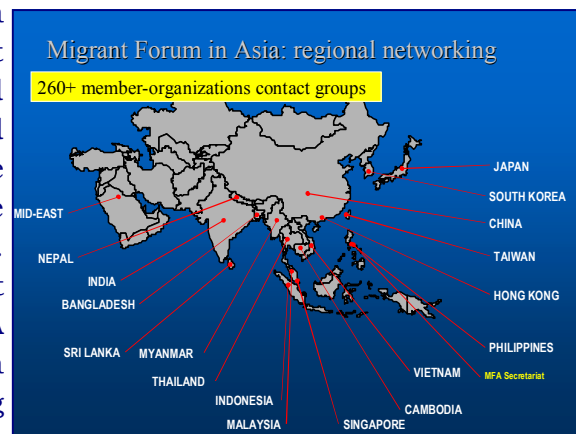 Migrant Forum in Asia: regional networking
260+ member-organizations contact groups
JAPAN
SOUTH KOREA
MID-EAST
CHINA
NEPAL
TAIWAN
INDIA
HONG KONG
BANGLADESH
SRI LANKA
MYANMAR
PHILIPPINES
THAILAND
VIETNAM
MFA Secretariat
INDONESIA
CAMBODIA
MALAYSIA
SINGAPORE